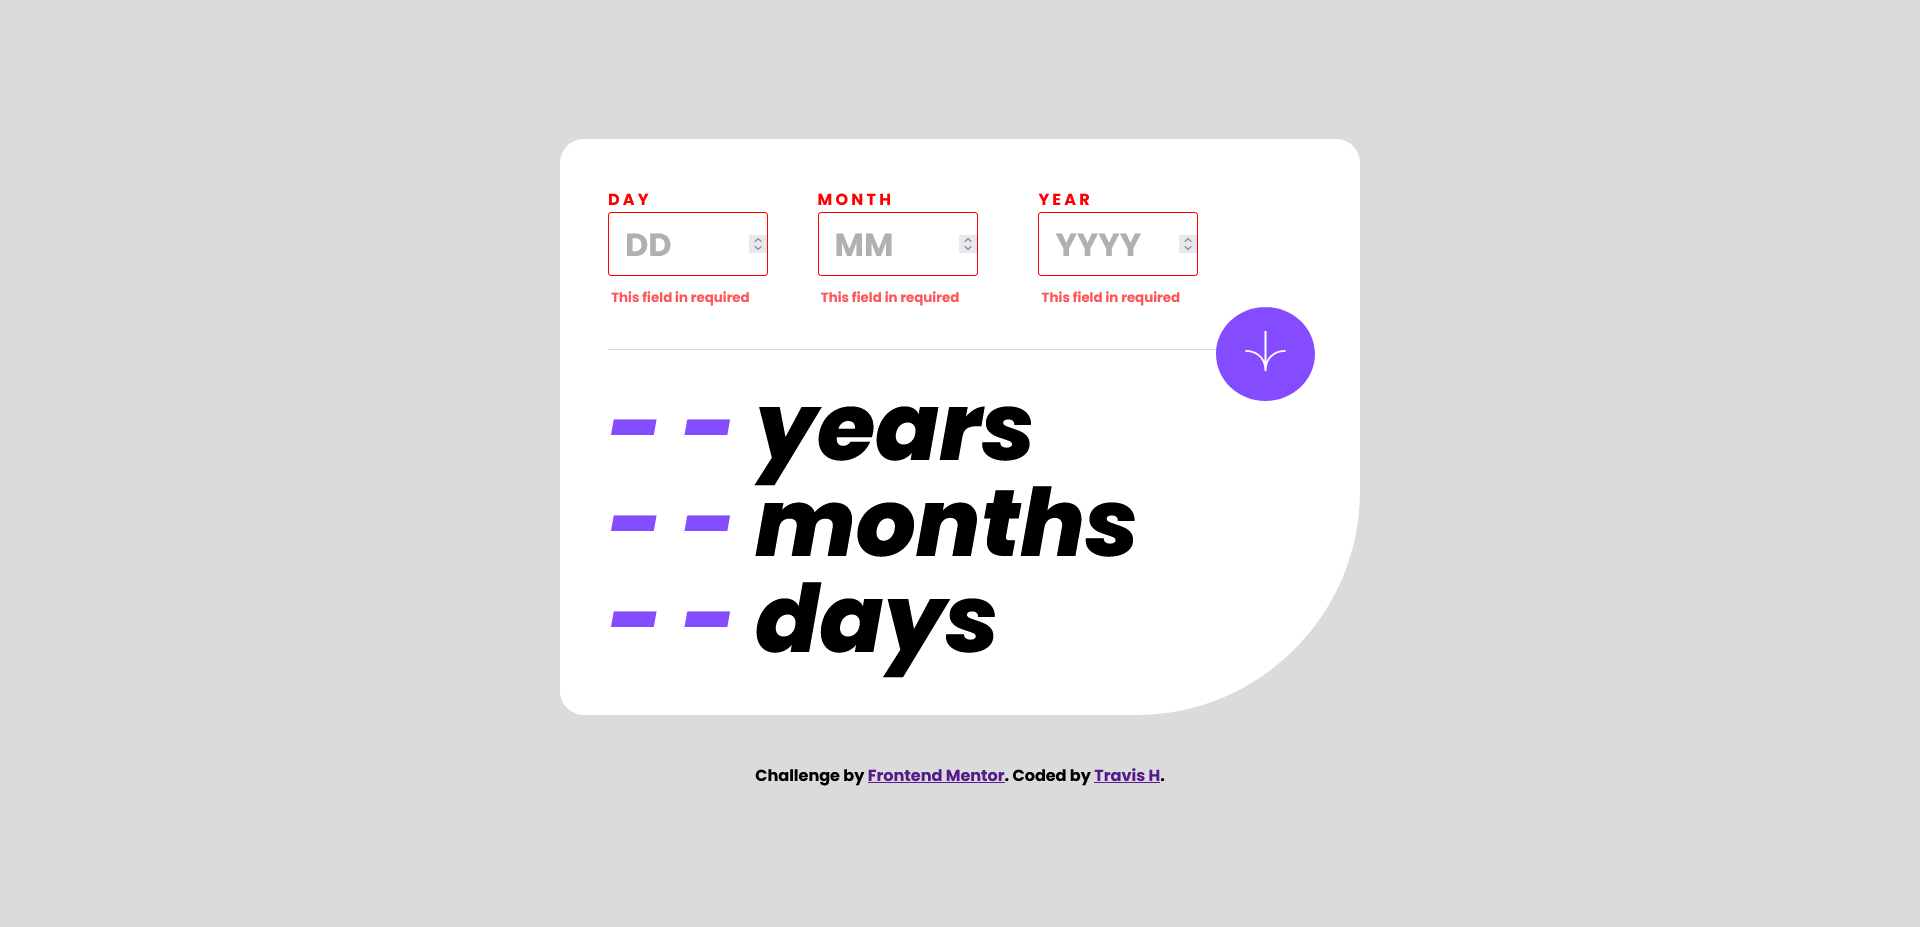 DAY MONTH YEAR
DD MM YYYY
This field in required This field in required This field in required
- - years
- - months
- - days
Challenge by Frontend Mentor. Coded by Travis H.